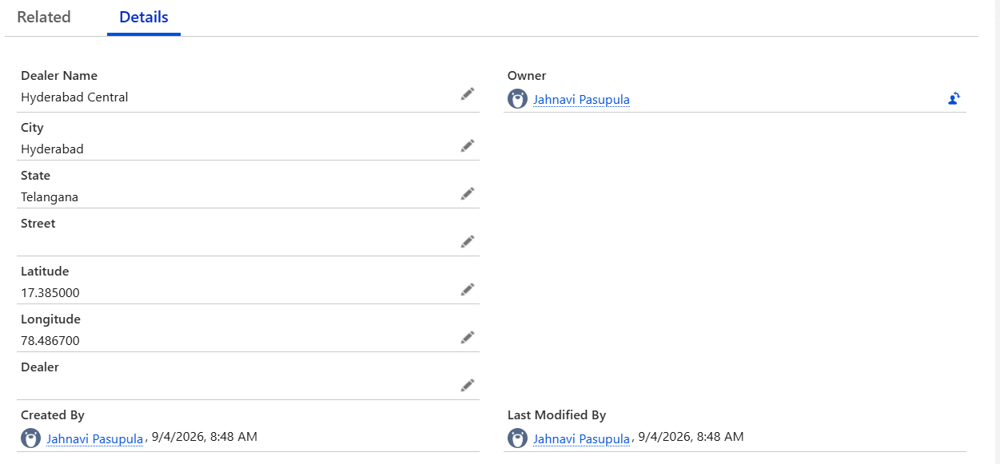 Related Details
Dealer Name
Hyderabad Central
Owner
Jahnavi Pasupula
City
Hyderabad
State
Telangana
Street
Latitude
17.385000
Longitude
78.486700
Dealer
Created By
Jahnavi Pasupula, 9/4/2026, 8:48 AM
Last Modified By
Jahnavi Pasupula, 9/4/2026, 8:48 AM